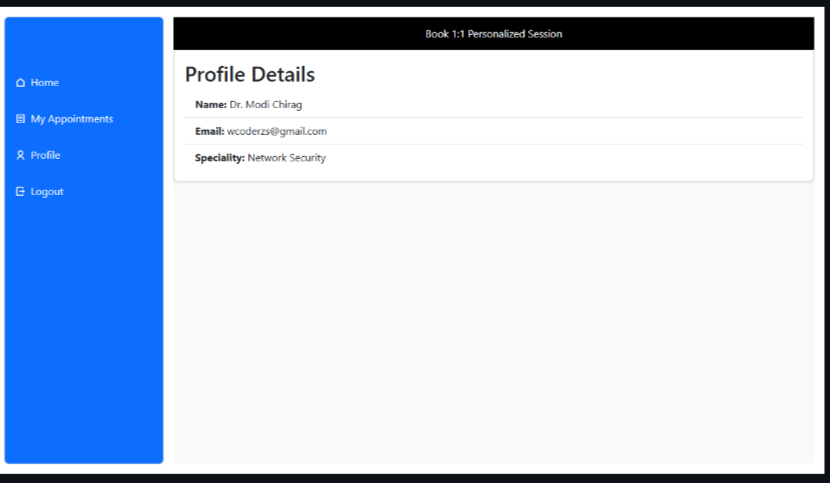 Book 1:1 Personalized Session
Home
My Appointments
Profile
Logout
Profile Details
Name: Dr. Modi Chirag
Email: wcoderzs@gmail.com
Speciality: Network Security